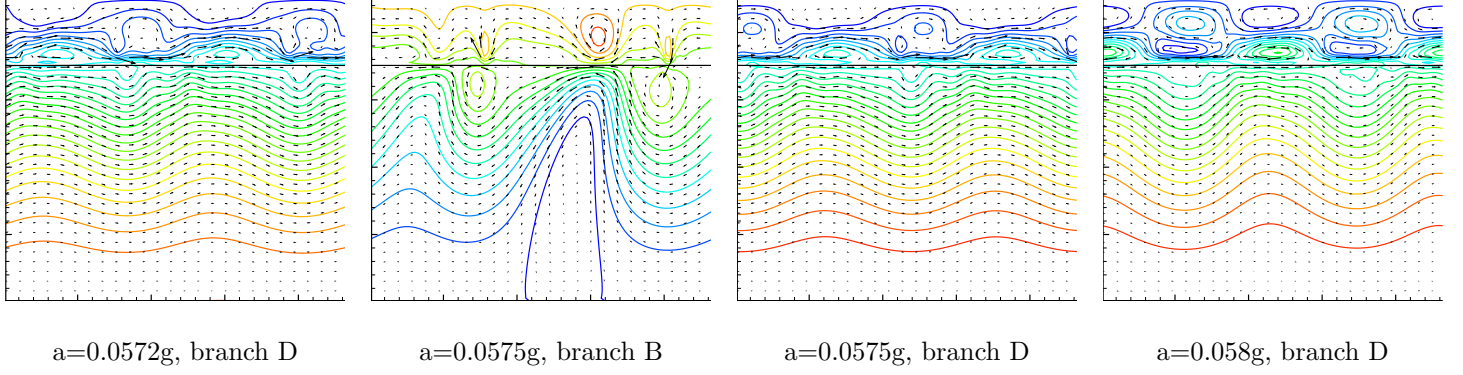 a=0.0572g, branch D
a=0.0575g, branch B
a=0.0575g, branch D
a=0.058g, branch D